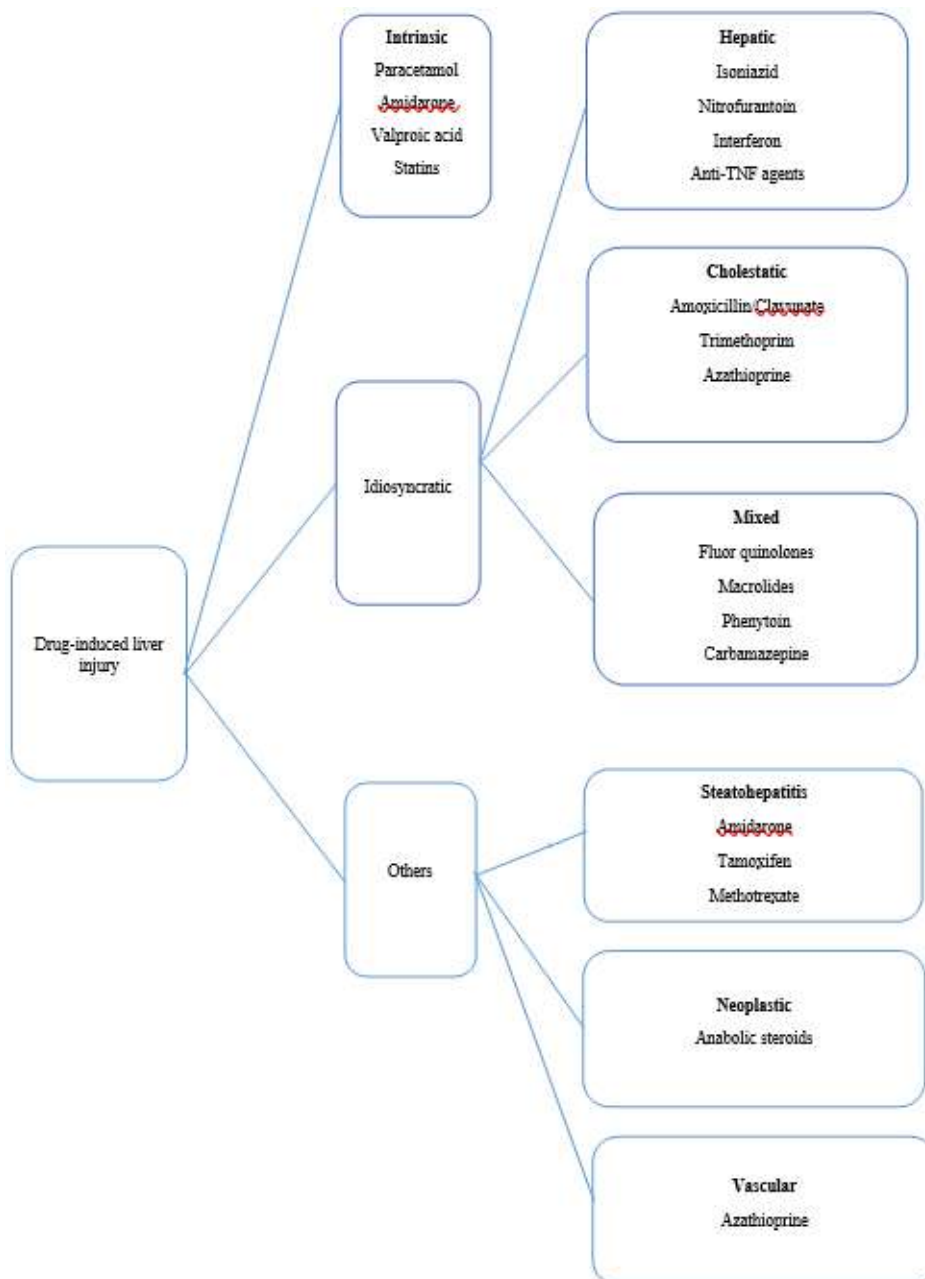 Intrinsic
Paracetamol
Amidarone
Valproic acid
Statins
Hepatic
Isoniazid
Nitrofurantoin
Interferon
Anti-TNF agents
Cholestatic
Amoxicillin/Clavunate
Trimethoprim
Azathioprine
Idiosyncratic
Mixed
Fluor quinolones
Macrolides
Phenytoin
Carbamazepine
Drug-induced liver
injury
Others
Steatohepatitis
Amidarone
Tamoxifen
Methotrexate
Neoplastic
Anabolic steroids
Vascular
Azathioprine